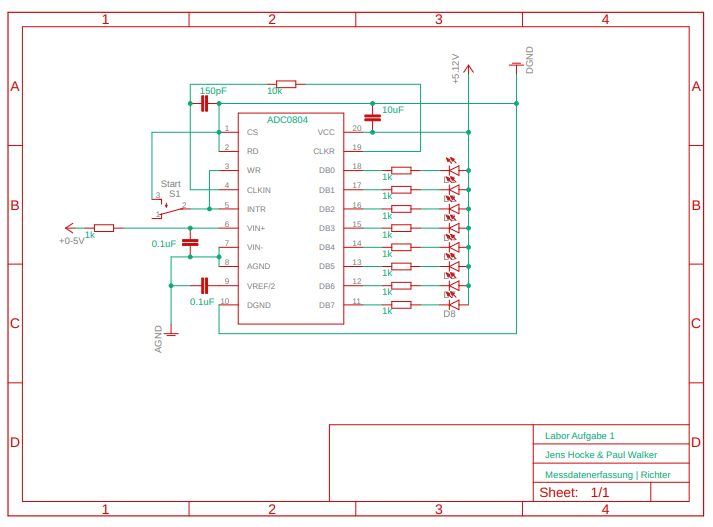 1 2 3 4
A A
B B
C C
D D
1 2 3 4
+5.12V
DGND
10k
150pF
10uF
ADC0804
1 CS VCC 20
2 RD CLKR 19
3 WR DB0 18
4 CLKIN DB1 17
5 INTR DB2 16
6 VIN+ DB3 15
7 VIN- DB4 14
8 AGND DB5 13
9 VREF/2 DB6 12
10 DGND DB7 11
1k
1k
1k
1k
1k
1k
1k
1k
D8
Start
S1
3
2
1
1k
+0-5V
0.1uF
0.1uF
AGND
Labor Aufgabe 1
Jens Hocke & Paul Walker
Messdatenerfassung | Richter
Sheet: 1/1